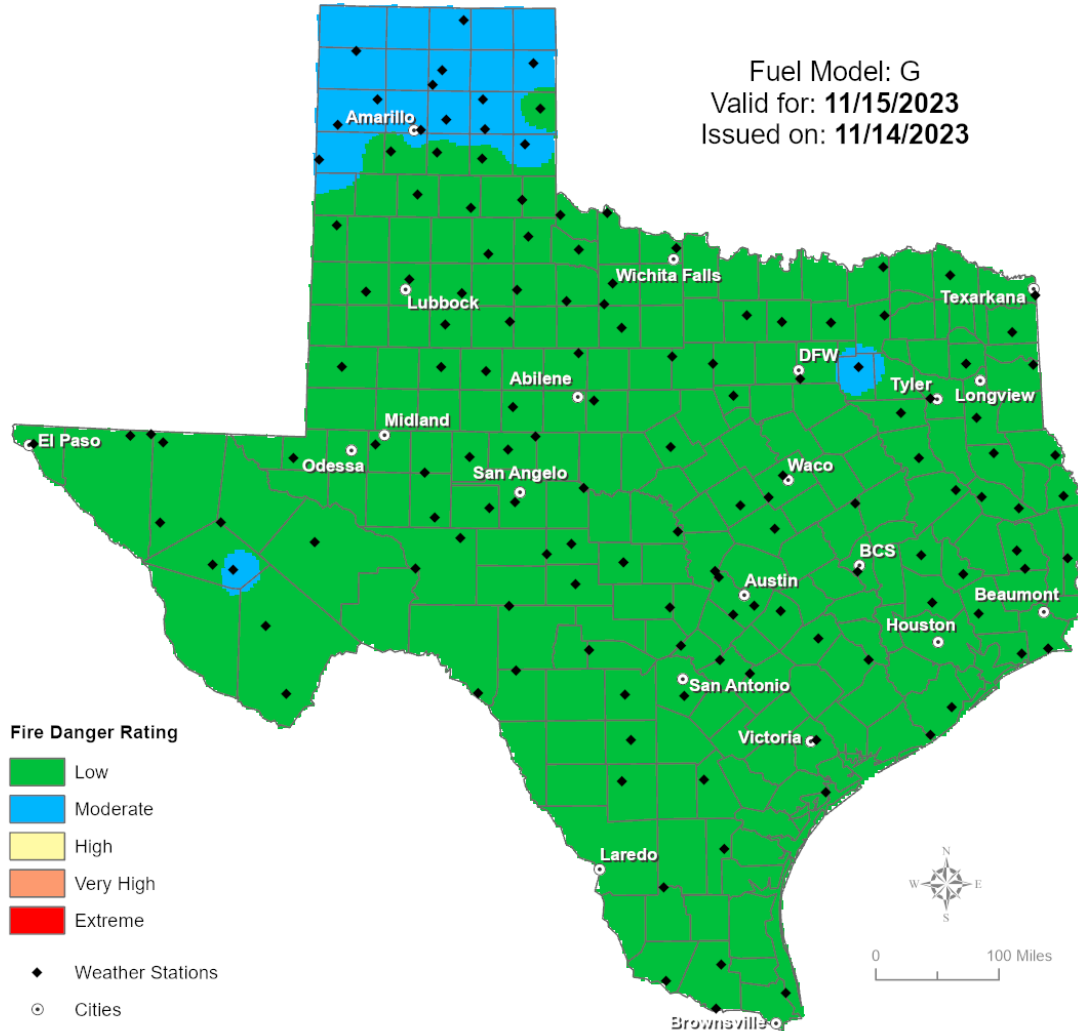 Fuel Model: G
Valid for: 11/15/2023
Issued on: 11/14/2023
Amarillo
Wichita Falls
Lubbock
Texarkana
DFW
Abilene
Tyler
Longview
Midland
El Paso
Odessa
San Angelo
Waco
BCS
Austin
Beaumont
Houston
San Antonio
Victoria
Laredo
Brownsville
Fire Danger Rating
Low
Moderate
High
Very High
Extreme
Weather Stations
Cities
N
W E
S
0 100 Miles